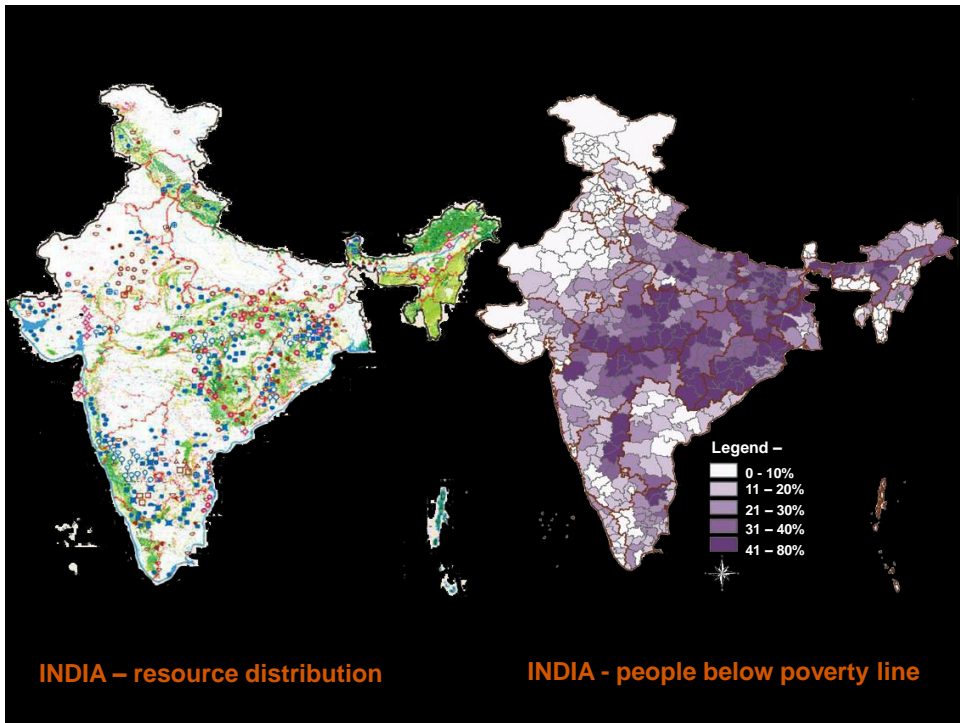 Legend –
0 - 10%
11 – 20%
21 – 30%
31 – 40%
41 – 80%
INDIA – resource distribution
INDIA - people below poverty line